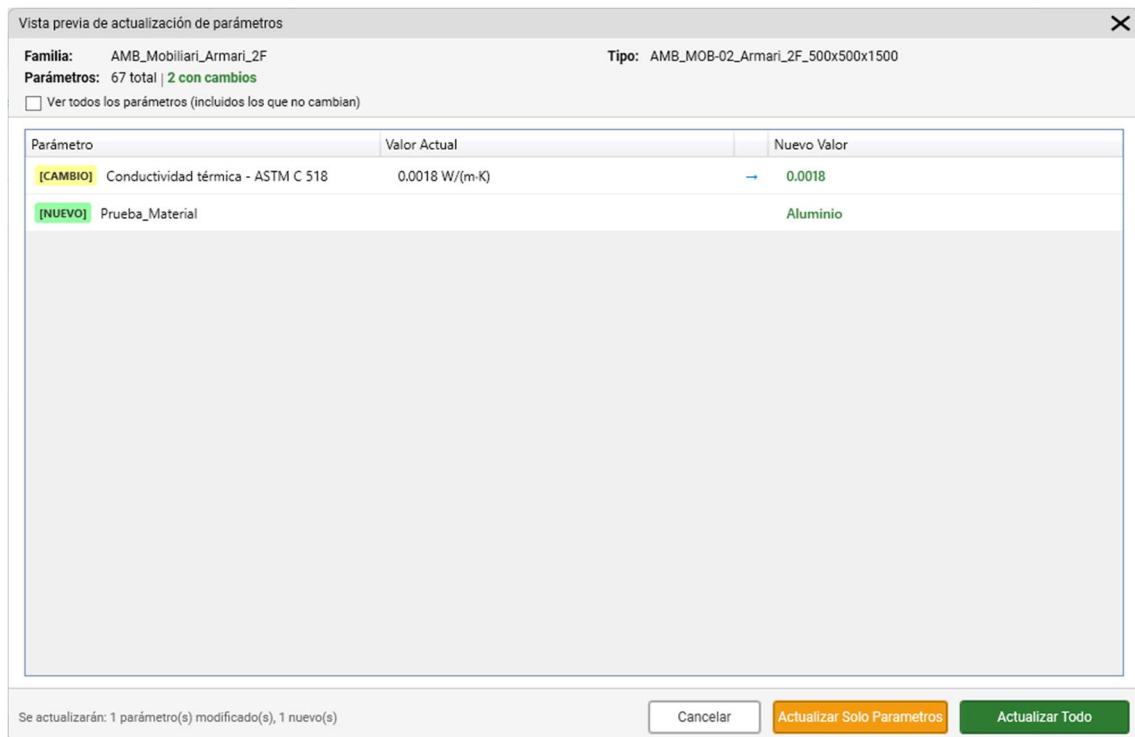 Vista previa de actualización de parámetros
Familia: AMB_Mobiliari_Armari_2F Tipo: AMB_MOB-02_Armari_2F_500x500x1500
Parámetros: 67 total | 2 con cambios
Ver todos los parámetros (incluidos los que no cambian)
Parámetro Valor Actual Nuevo Valor
[CAMBIO] Conductividad térmica - ASTM C 518 0.0018 W/(m·K) → 0.0018
[NUEVO] Prueba_Material Aluminio
Se actualizarán: 1 parámetro(s) modificado(s), 1 nuevo(s) Cancelar Actualizar Solo Parametros Actualizar Todo